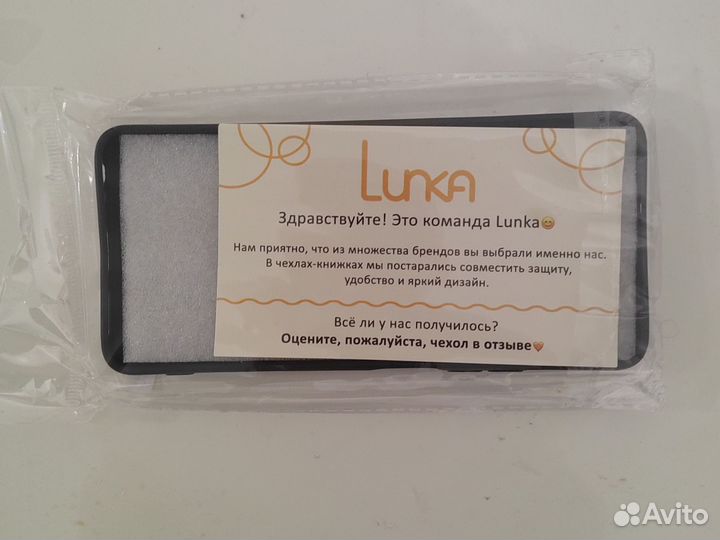 Lunka
Здравствуйте! Это команда Lunka😄
Нам приятно, что из множества брендов вы выбрали именно нас.
В чехлах-книжках мы постарались совместить защиту,
удобство и яркий дизайн.
Всё ли у нас получилось?
Оцените, пожалуйста, чехол в отзыве🧡
Avito